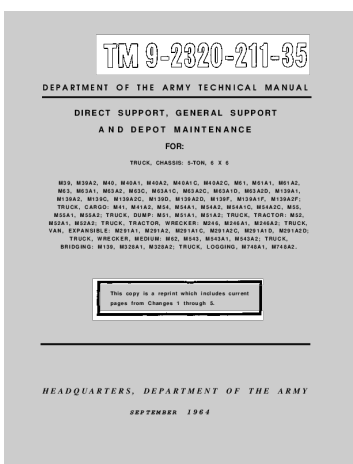 TM 9-2320-211-35
DEPARTMENT OF THE ARMY TECHNICAL MANUAL
DIRECT SUPPORT, GENERAL SUPPORT
AND DEPOT MAINTENANCE
FOR:
TRUCK, CHASSIS: 5-TON, 6 X 6
M39, M39A2, M40, M40A1, M40A2, M40A1C, M40A2C, M61, M61A1, M61A2,
M63, M63A1, M63A2, M63C, M63A1C, M63A2C, M63A1D, M63A2D, M139A1,
M139A2, M139C, M139A2C, M139D, M139A2D, M139F, M139A1F, M139A2F;
TRUCK, CARGO: M41, M41A2, M54, M54A1, M54A2, M54A1C, M54A2C, M55,
M55A1, M55A2; TRUCK, DUMP: M51, M51A1, M51A2; TRUCK, TRACTOR: M52,
M52A1, M52A2; TRUCK, TRACTOR, WRECKER: M246, M246A1, M246A2; TRUCK,
VAN, EXPANSIBLE: M291A1, M291A2, M291A1C, M291A2C, M291A1D, M291A2D;
TRUCK, WRECKER, MEDIUM: M62, M543, M543A1, M543A2; TRUCK,
BRIDGING: M139, M328A1, M328A2; TRUCK, LOGGING, M748A1, M748A2.
This copy is a reprint which includes current
pages from Changes 1 through 5.
HEADQUARTERS, DEPARTMENT OF THE ARMY
SEPTEMBER 1964